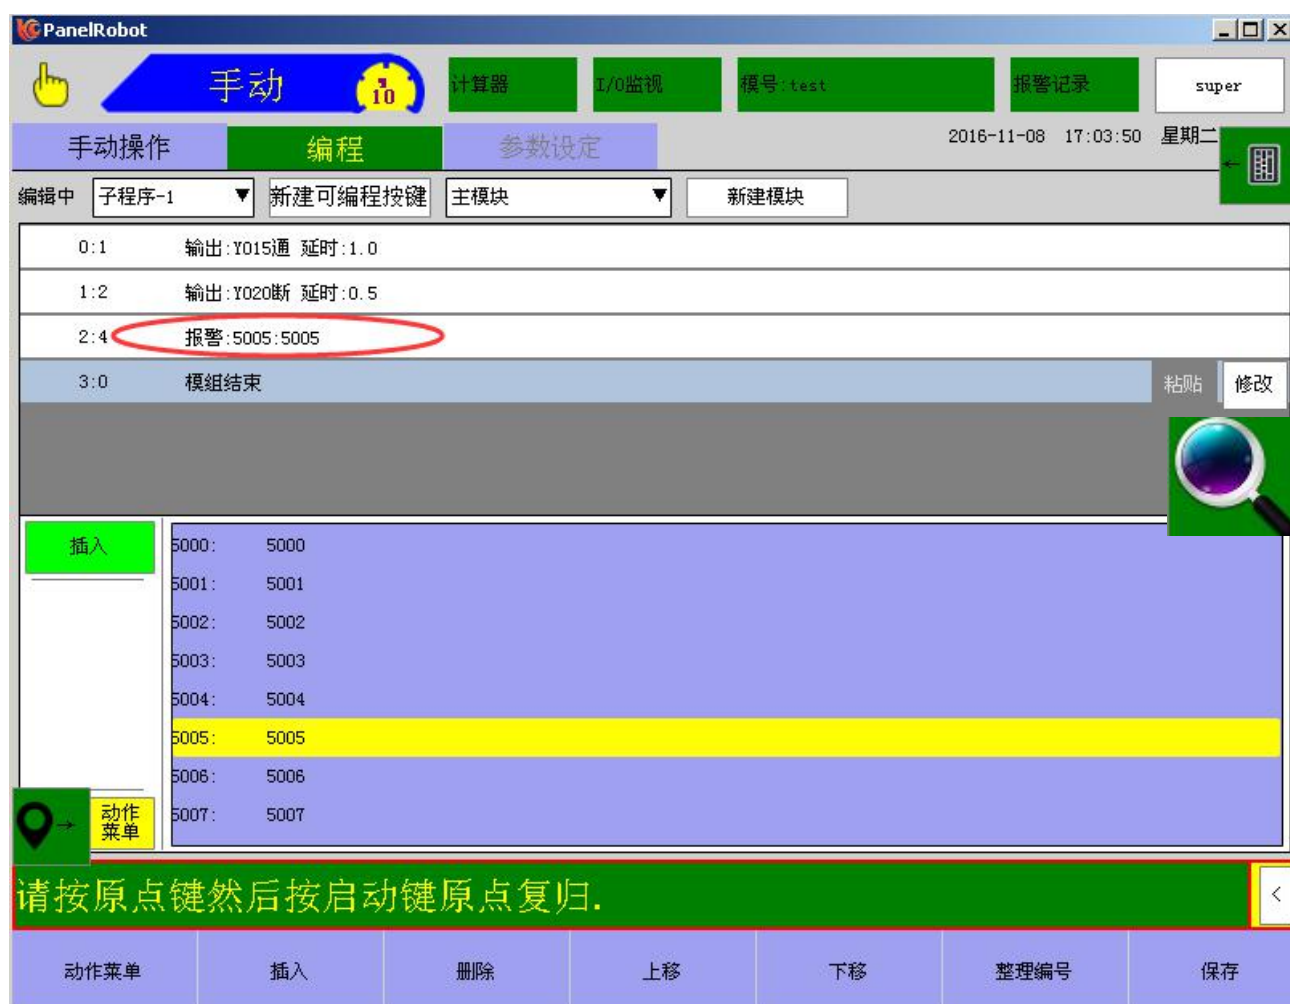 PanelRobot
手动 10 计算器 I/O监视 模号:test 报警记录 super
手动操作 编程 参数设定 2016-11-08 17:03:50 星期二
编辑中 子程序-1 新建可编程按键 主模块 新建模块
0:1 输出:Y015通 延时:1.0
1:2 输出:Y020断 延时:0.5
2:4 报警:5005:5005
3:0 模组结束 粘贴 修改
插入
5000: 5000
5001: 5001
5002: 5002
5003: 5003
5004: 5004
5005: 5005
5006: 5006
5007: 5007
动作
菜单
请按原点键然后按启动键原点复归.
动作菜单 插入 删除 上移 下移 整理编号 保存